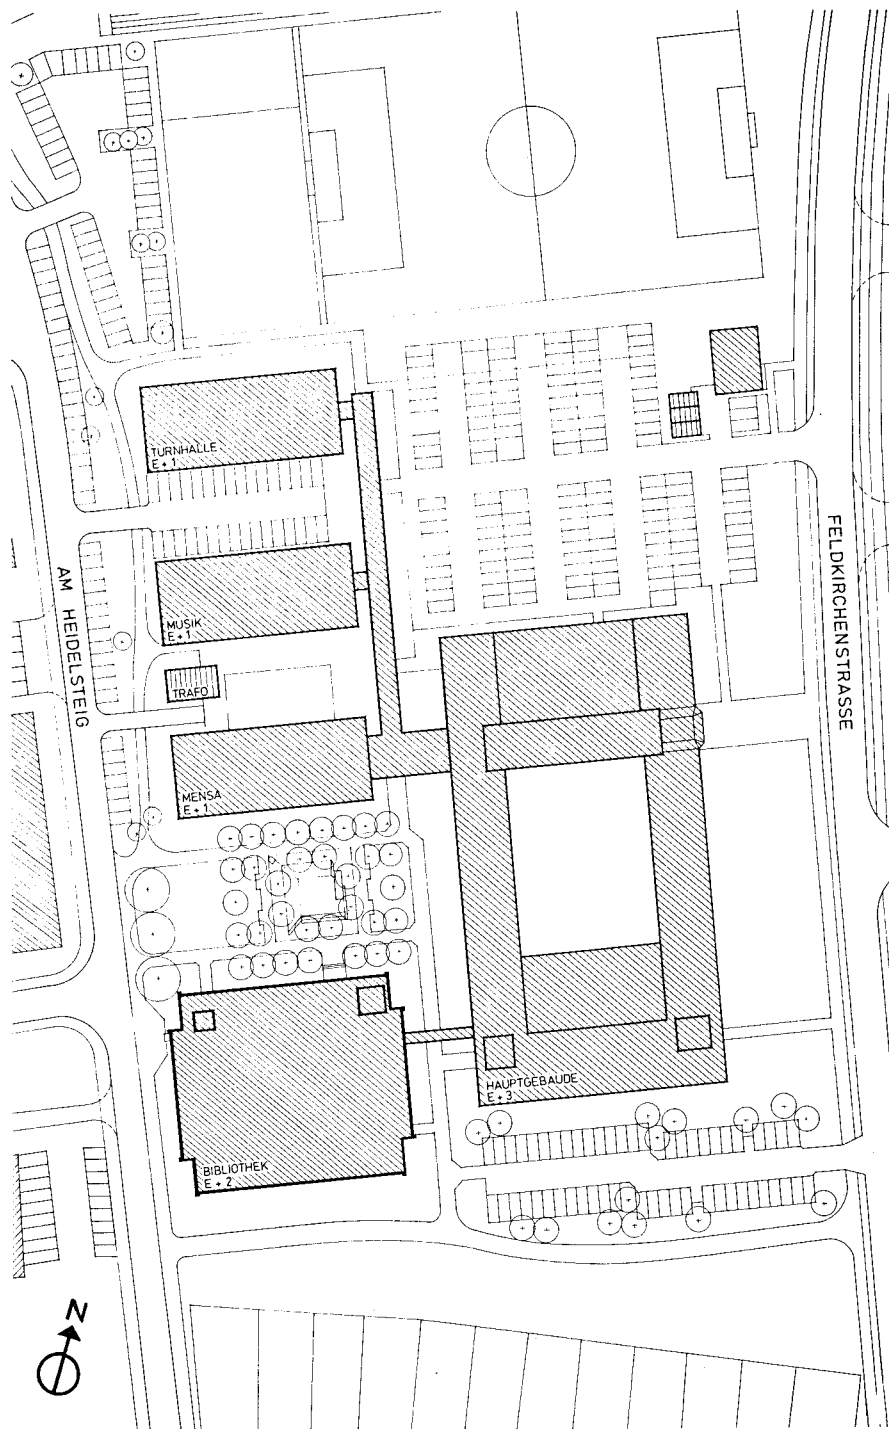 TURNHALLE
E + 1
FELDKIRCHENSTRASSE
AM HEIDELSTEIG
MUSIK
E + 1
TRAFO
MENSA
E + 1
HAUPTGEBAUDE
E + 3
BIBLIOTHEK
E + 2
N